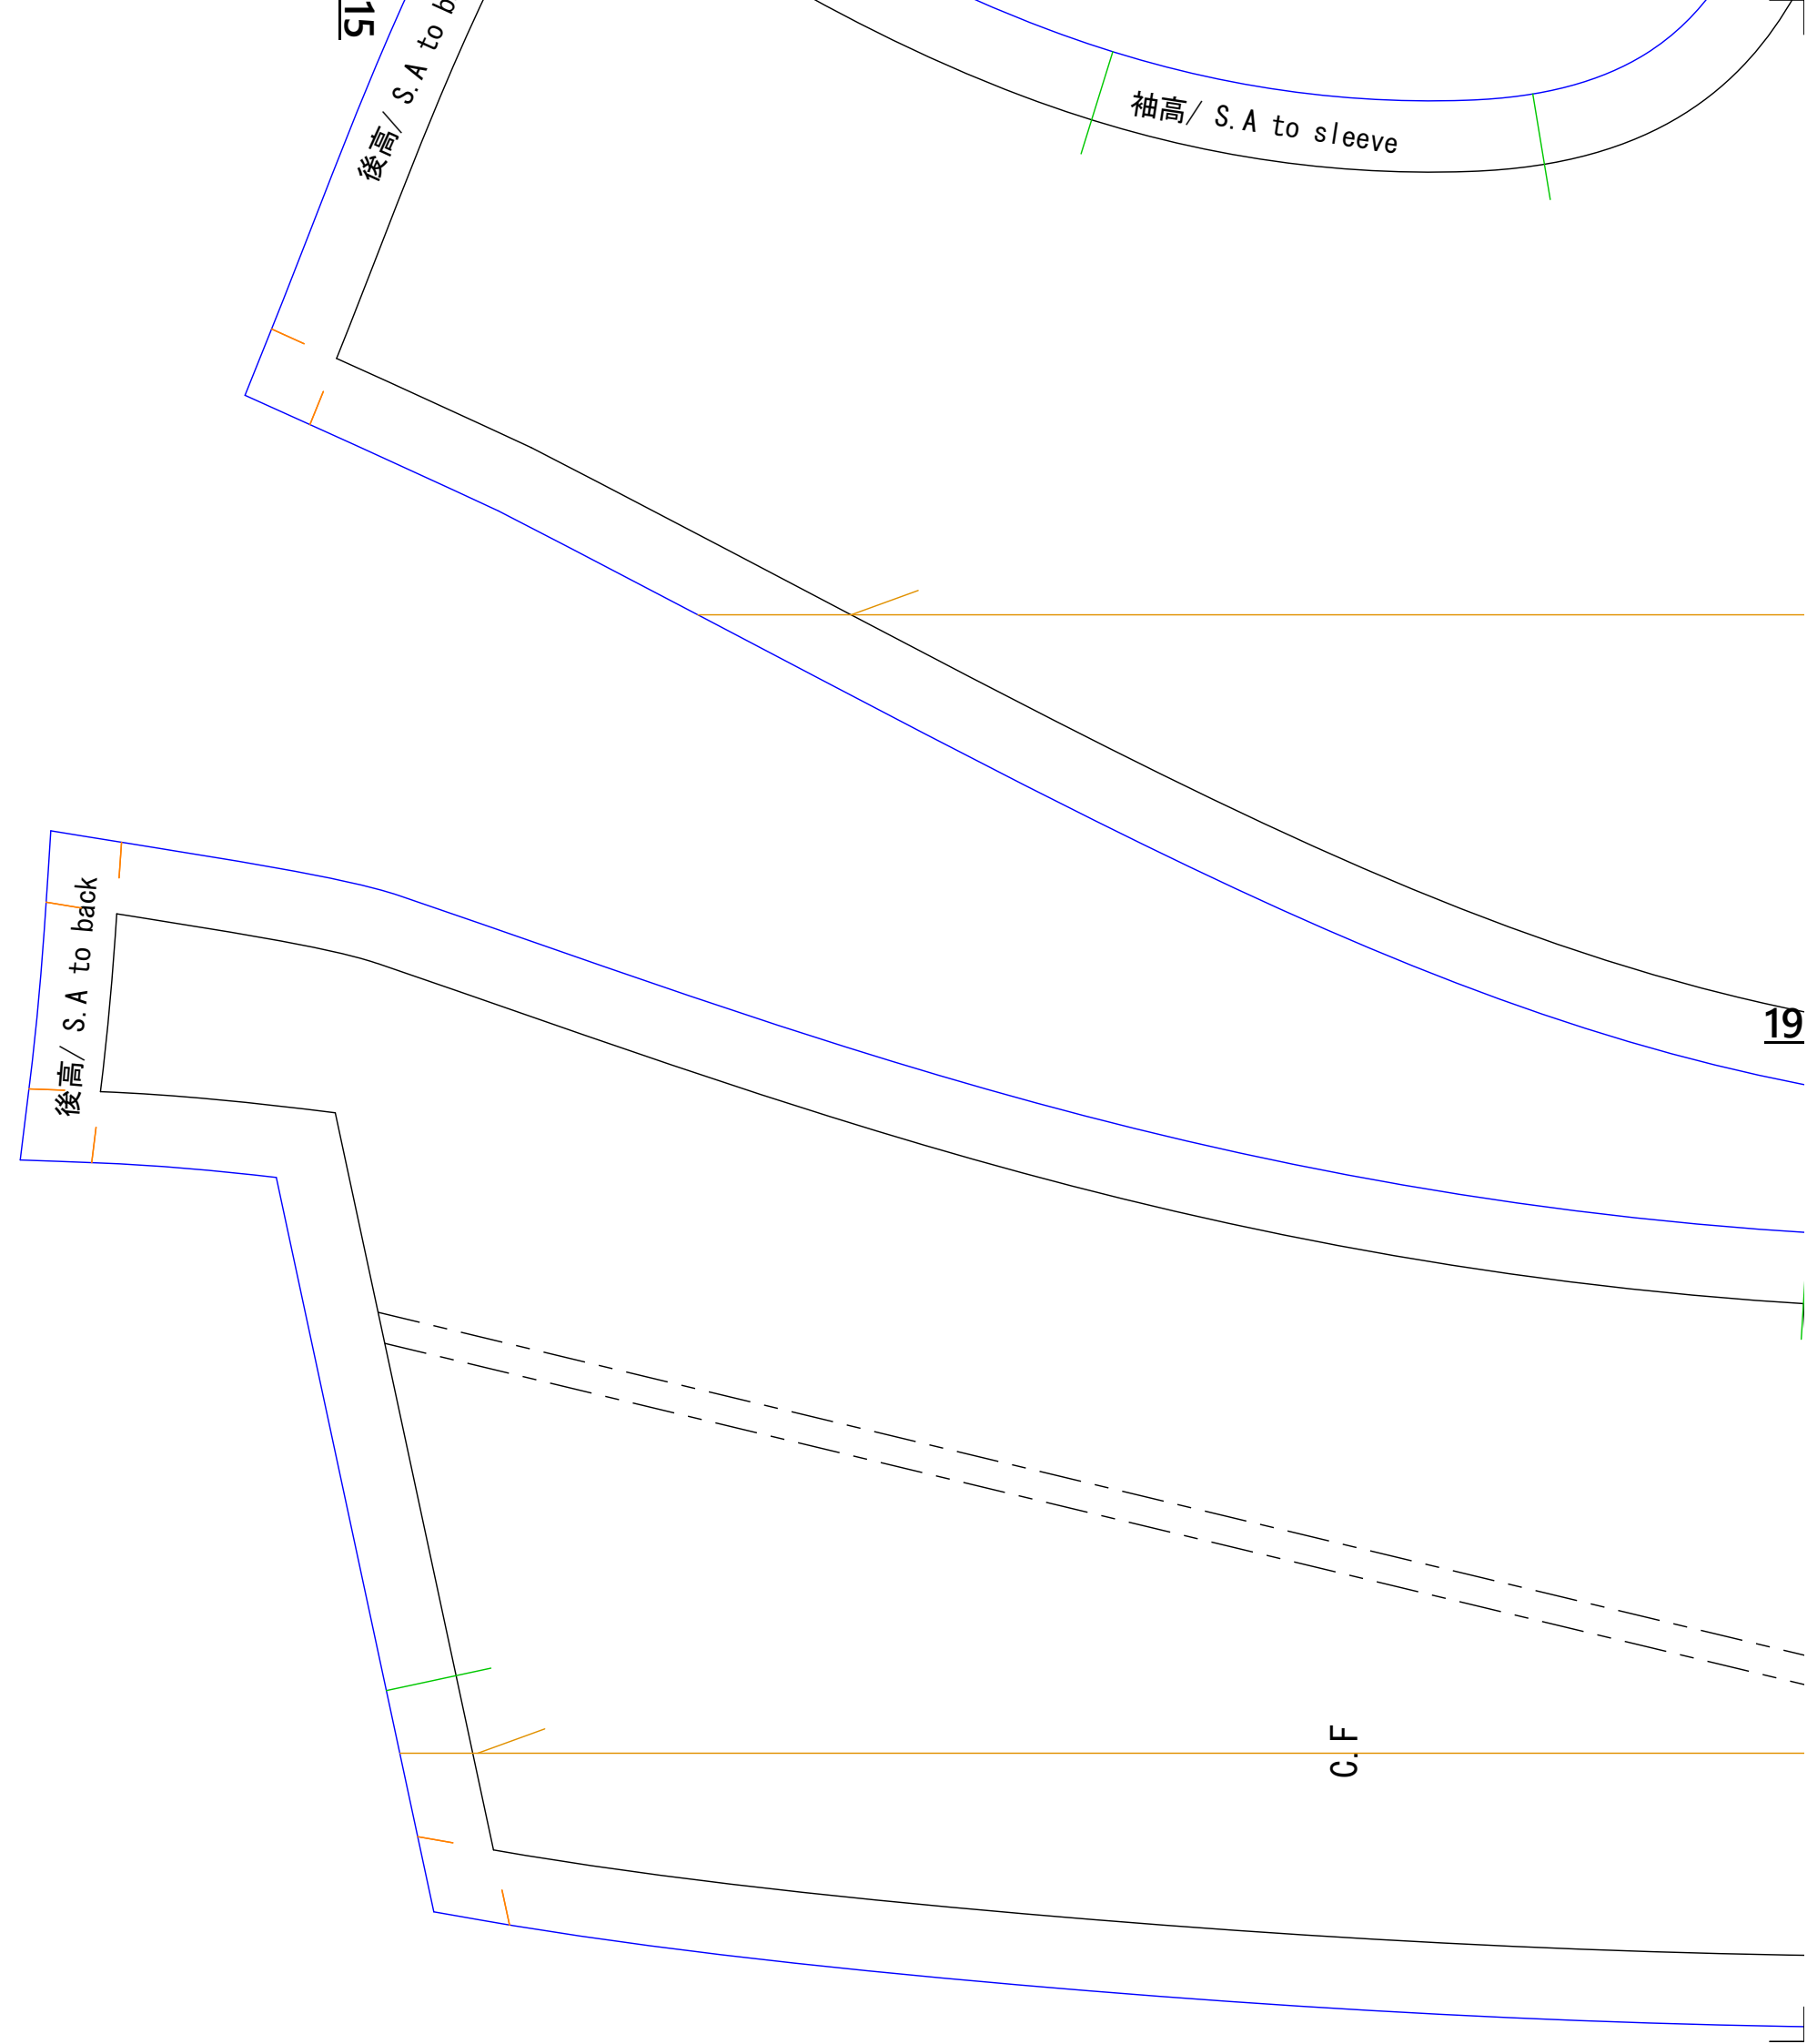 15
後高/ S.A to b
袖高/ S.A to sleeve
19
後高/ S.A to back
C.F